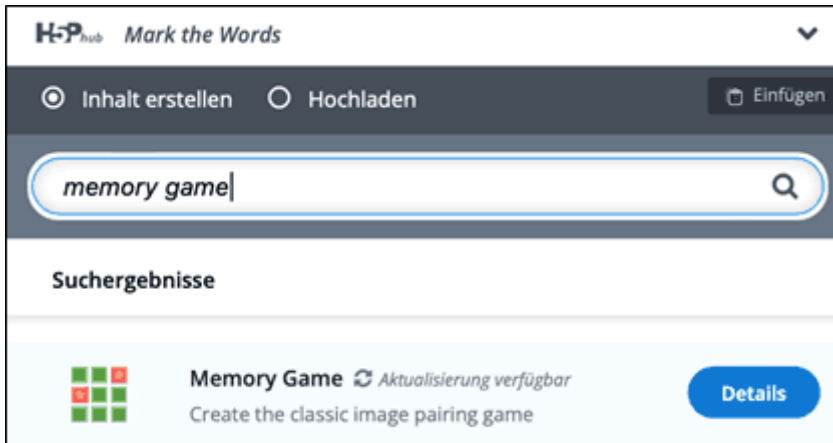 H5P hub Mark the Words
Inhalt erstellen Hochladen Einfügen
memory game
Suchergebnisse
Memory Game Aktualisierung verfügbar
Details
Create the classic image pairing game